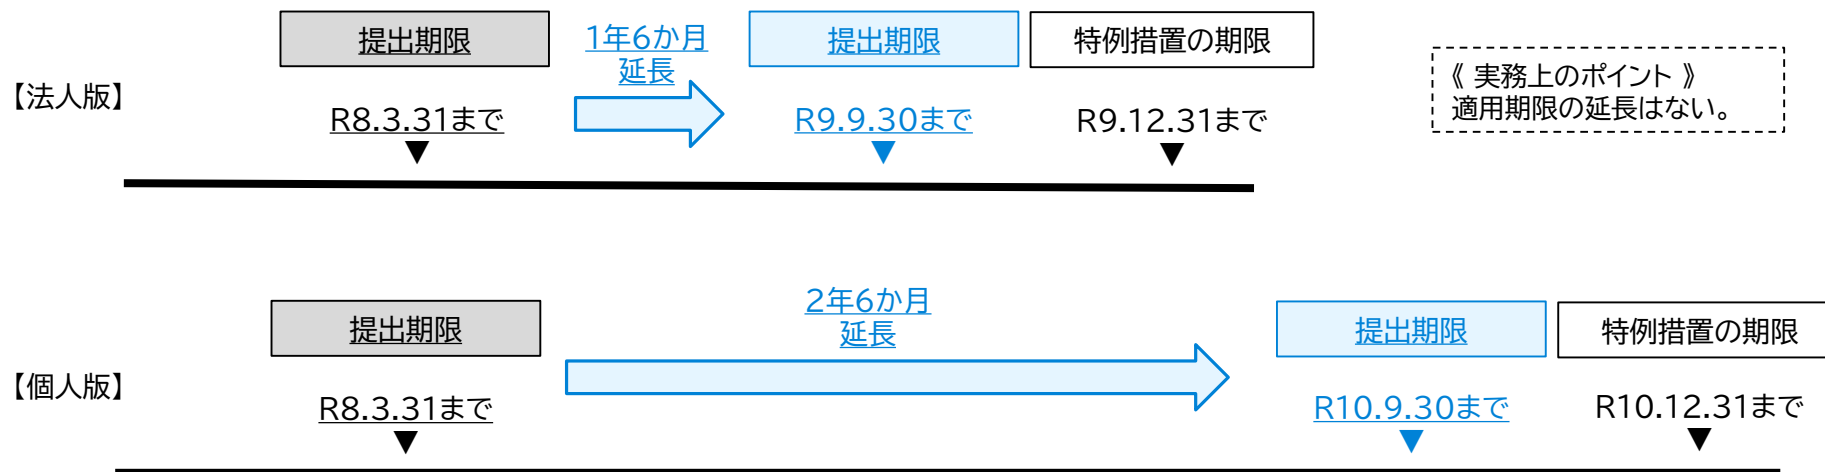 提出期限
1年6か月
延長
提出期限
特例措置の期限
【法人版】
R8.3.31まで
R9.9.30まで
R9.12.31まで
《 実務上のポイント 》
適用期限の延長はない。
提出期限
2年6か月
延長
提出期限
特例措置の期限
【個人版】
R8.3.31まで
R10.9.30まで
R10.12.31まで